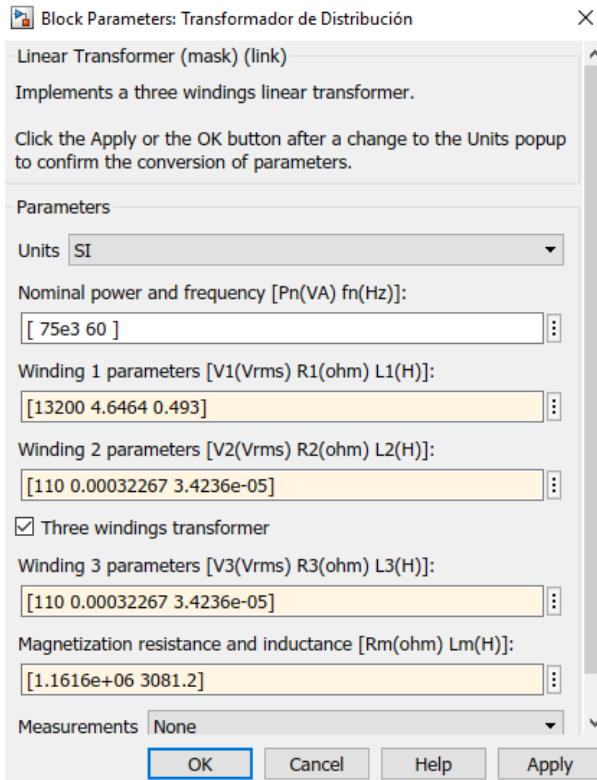 Block Parameters: Transformador de Distribución
Linear Transformer (mask) (link)
Implements a three windings linear transformer.
Click the Apply or the OK button after a change to the Units popup
to confirm the conversion of parameters.
Parameters
Units SI
Nominal power and frequency [Pn(VA) fn(Hz)]:
[ 75e3 60 ]
Winding 1 parameters [V1(Vrms) R1(ohm) L1(H)]:
[13200 4.6464 0.493]
Winding 2 parameters [V2(Vrms) R2(ohm) L2(H)]:
[110 0.00032267 3.4236e-05]
Three windings transformer
Winding 3 parameters [V3(Vrms) R3(ohm) L3(H)]:
[110 0.00032267 3.4236e-05]
Magnetization resistance and inductance [Rm(ohm) Lm(H)]:
[1.1616e+06 3081.2]
Measurements None
OK Cancel Help Apply